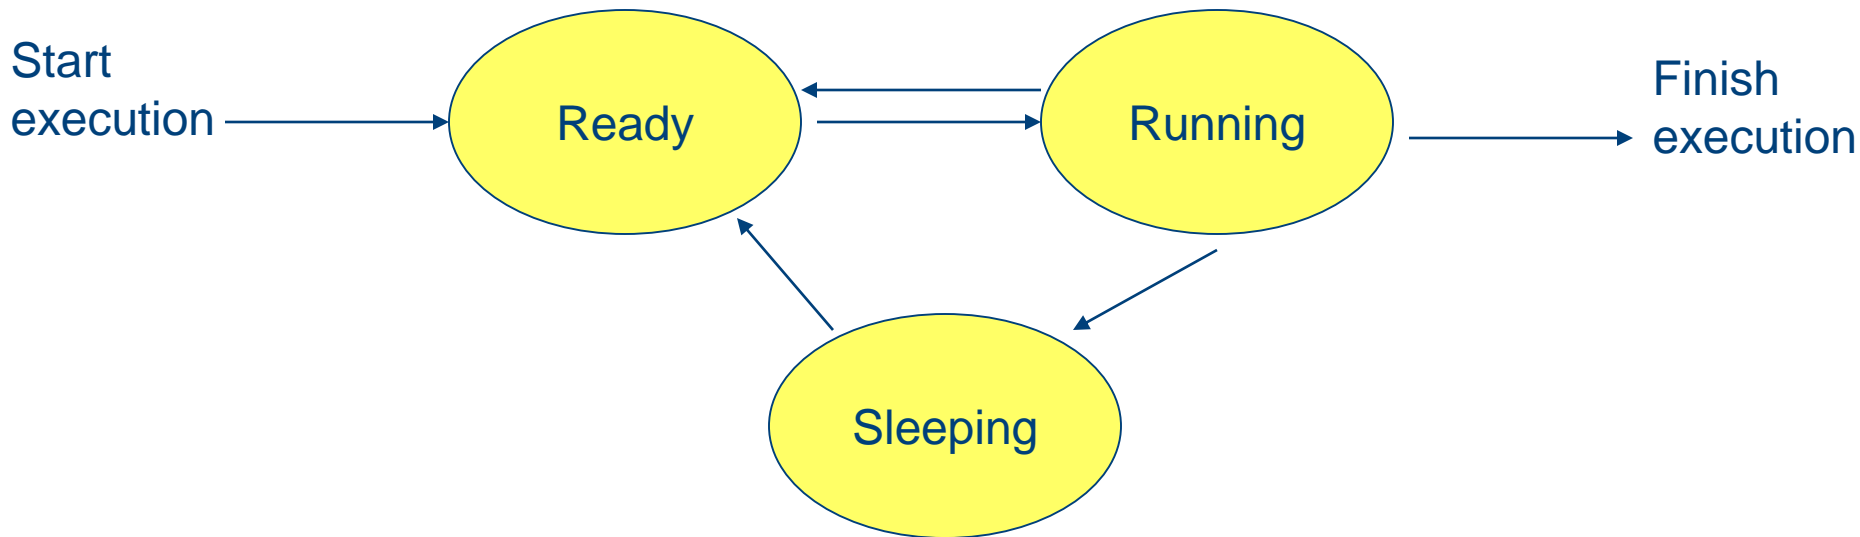 Start
execution
Ready
Running
Finish
execution
Sleeping